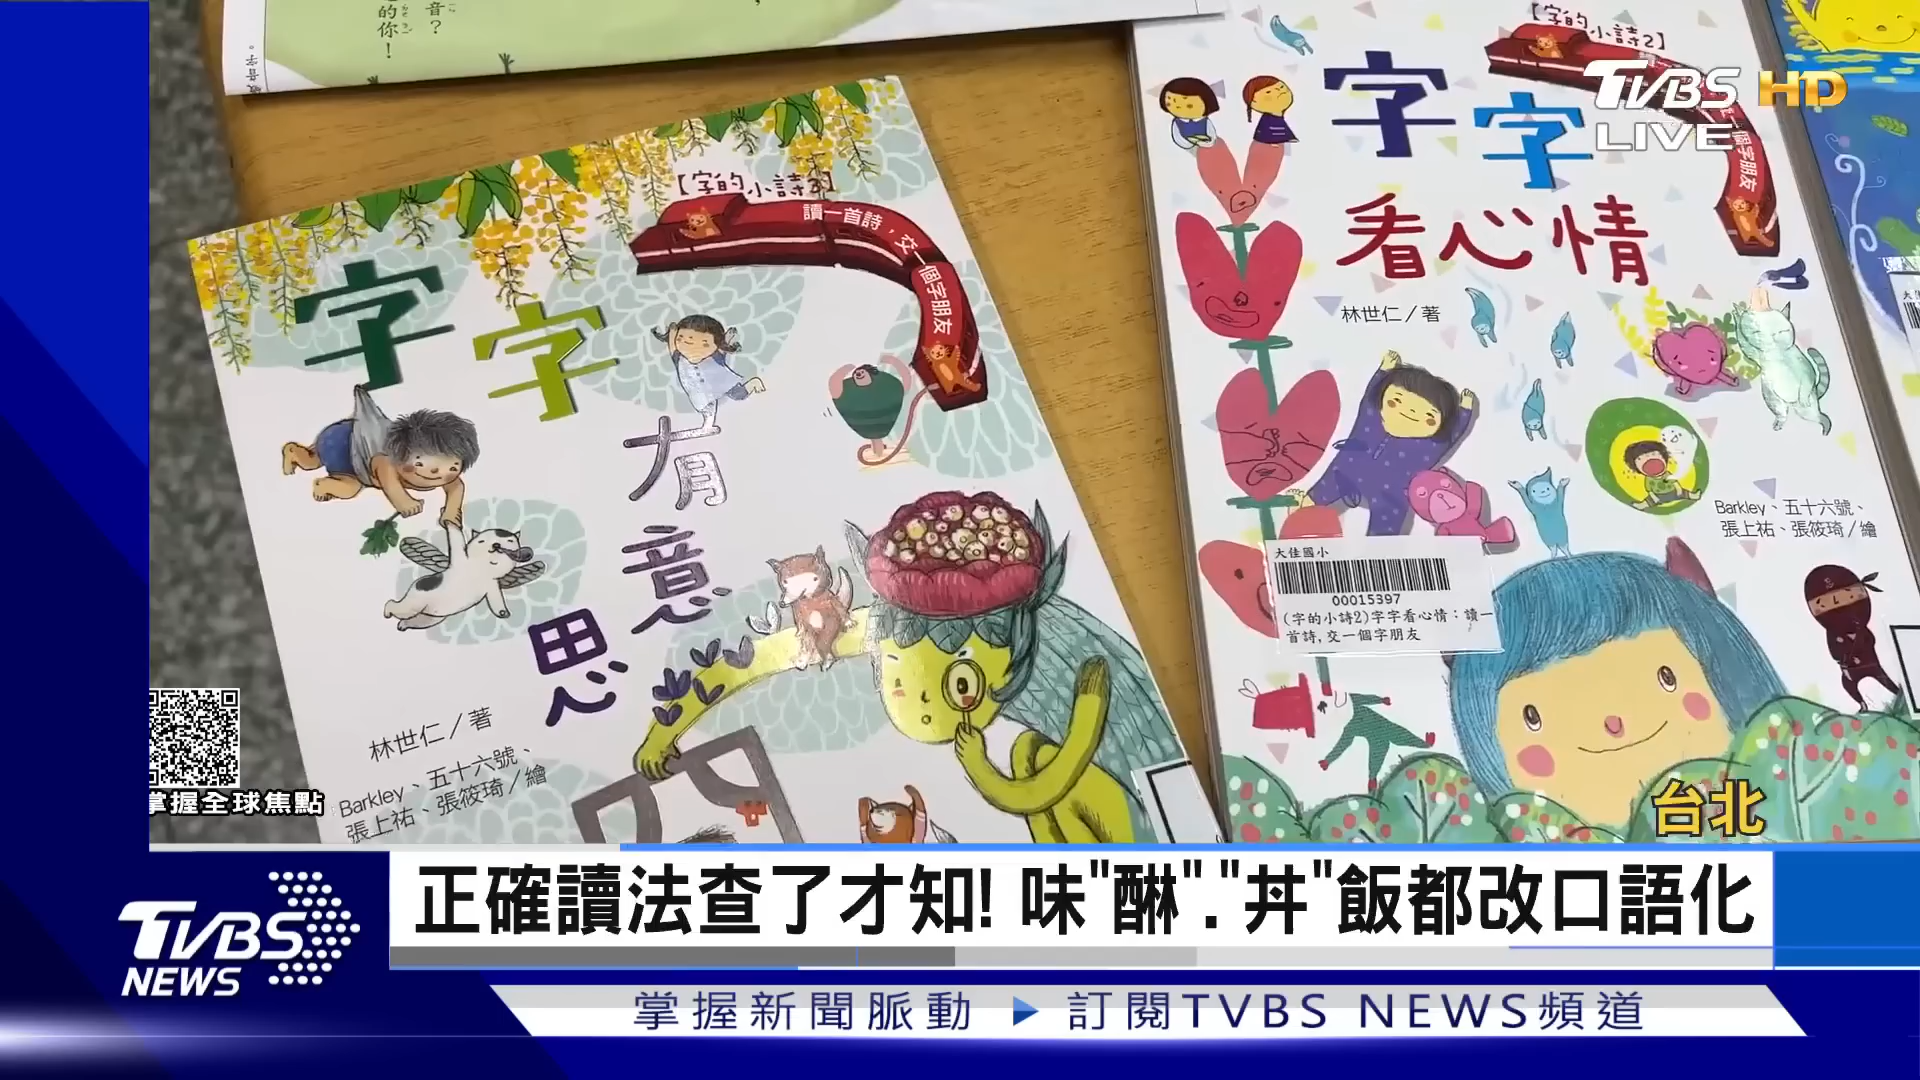 音？
的你！
【字的小詩3】
讀一首詩，交一個字朋友
字字有意思
林世仁／著
Barkley、五十六號、
張上祐、張筱琦／繪
【字的小詩2】
一個字朋友
字字
看心情
林世仁／著
Barkley、五十六號、
張上祐、張筱琦／繪
大佳國小
00015397
(字的小詩2)字字看心情：讀一
首詩,交一個字朋友
TVBS HD
LIVE
掌握全球焦點
台北
TVBS
NEWS
正確讀法查了才知! 味"醂"."丼"飯都改口語化
掌握新聞脈動 ▶ 訂閱TVBS NEWS頻道